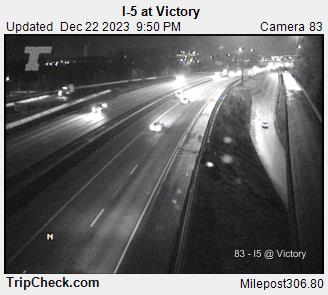 I-5 at Victory
Updated Dec 22 2023 9:50 PM Camera 83
T
N
83 - I5 @ Victory
TripCheck.com Milepost306.80